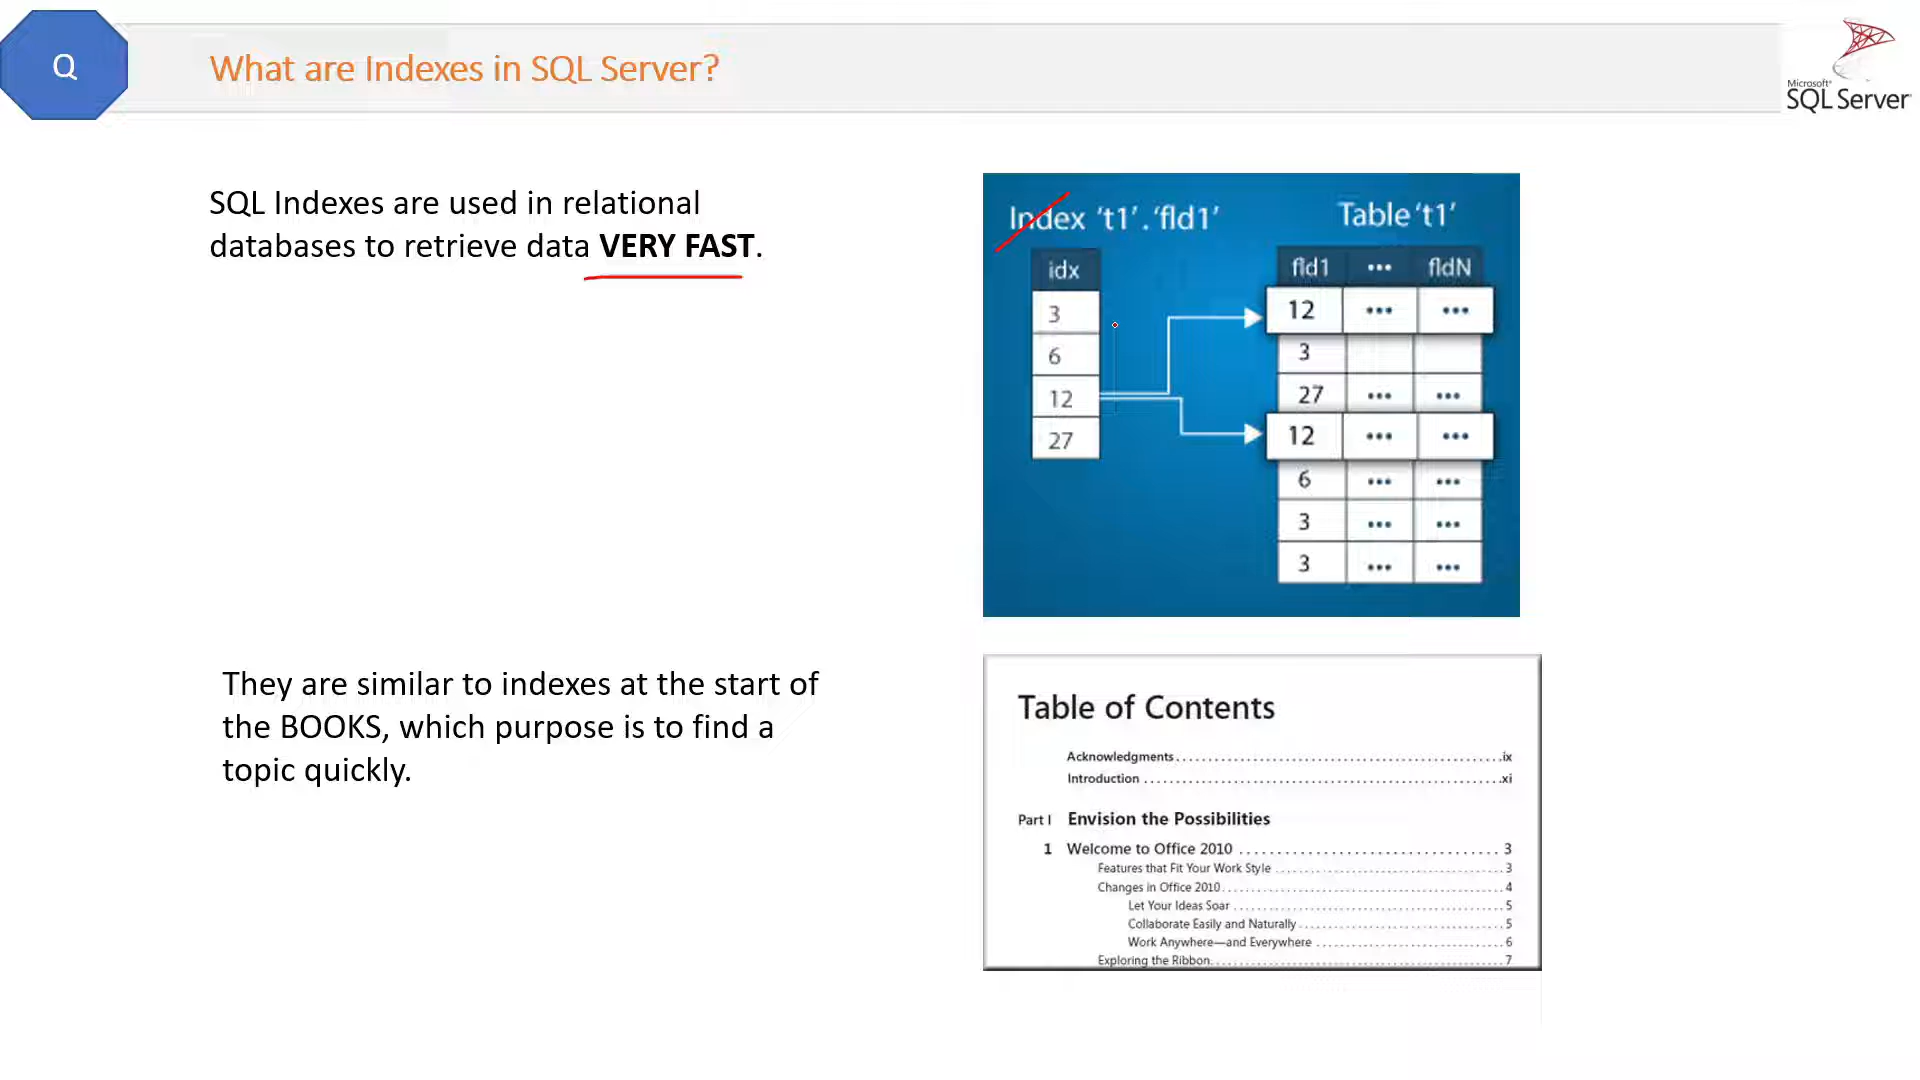 Q
What are Indexes in SQL Server?
Microsoft®
SQL Server
SQL Indexes are used in relational
databases to retrieve data VERY FAST.
Index ‘t1’.‘fld1’
idx
3
6
12
27
Table ‘t1’
fld1 ••• fldN
12 ••• •••
3
27 ••• •••
12 ••• •••
6 ••• •••
3 ••• •••
3 ••• •••
They are similar to indexes at the start of
the BOOKS, which purpose is to find a
topic quickly.
Table of Contents
Acknowledgments ..... ix
Introduction ..... xi
Part I Envision the Possibilities
1 Welcome to Office 2010 ..... 3
Features that Fit Your Work Style ..... 3
Changes in Office 2010 ..... 4
Let Your Ideas Soar ..... 5
Collaborate Easily and Naturally ..... 5
Work Anywhere—and Everywhere ..... 6
Exploring the Ribbon ..... 7